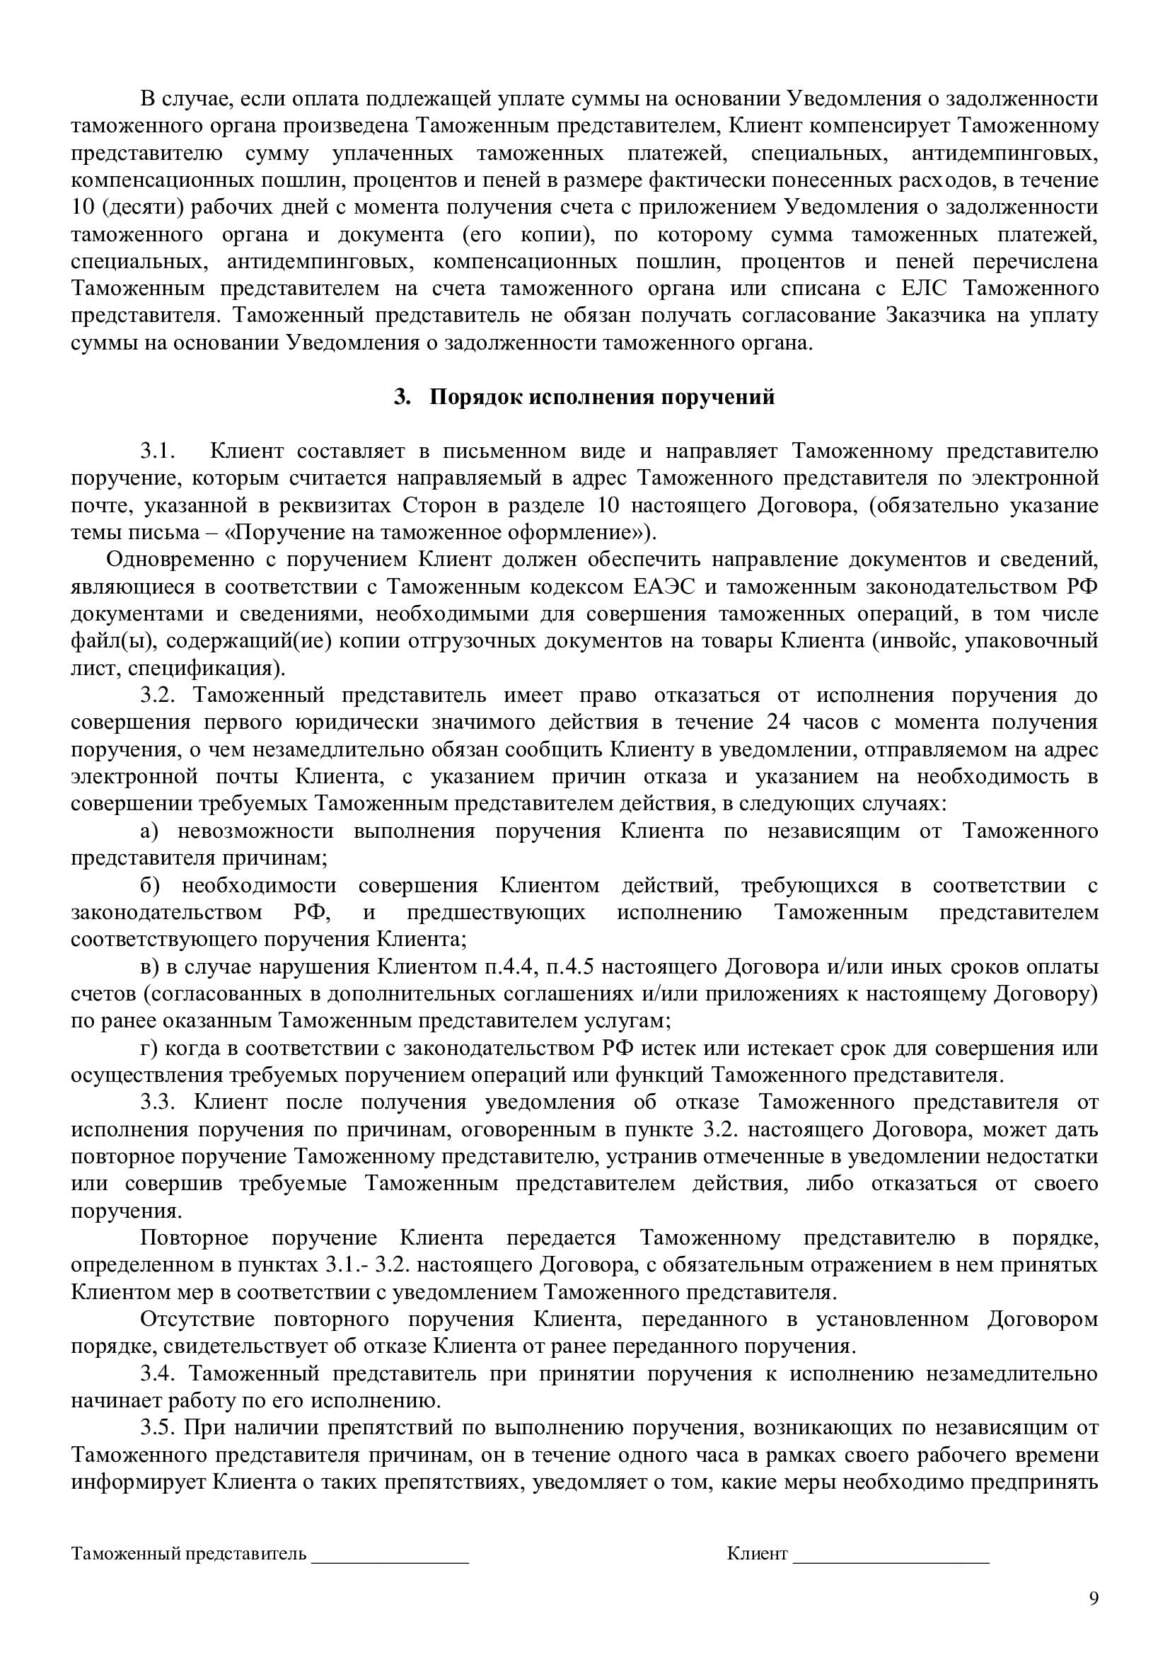 В случае, если оплата подлежащей уплате суммы на основании Уведомления о задолженности
таможенного органа произведена Таможенным представителем, Клиент компенсирует Таможенному
представителю сумму уплаченных таможенных платежей, специальных, антидемпинговых,
компенсационных пошлин, процентов и пеней в размере фактически понесенных расходов, в течение
10 (десяти) рабочих дней с момента получения счета с приложением Уведомления о задолженности
таможенного органа и документа (его копии), по которому сумма таможенных платежей,
специальных, антидемпинговых, компенсационных пошлин, процентов и пеней перечислена
Таможенным представителем на счета таможенного органа или списана с ЕЛС Таможенного
представителя. Таможенный представитель не обязан получать согласование Заказчика на уплату
суммы на основании Уведомления о задолженности таможенного органа.
3. Порядок исполнения поручений
3.1. Клиент составляет в письменном виде и направляет Таможенному представителю
поручение, которым считается направляемый в адрес Таможенного представителя по электронной
почте, указанной в реквизитах Сторон в разделе 10 настоящего Договора, (обязательно указание
темы письма – «Поручение на таможенное оформление»).
Одновременно с поручением Клиент должен обеспечить направление документов и сведений,
являющиеся в соответствии с Таможенным кодексом ЕАЭС и таможенным законодательством РФ
документами и сведениями, необходимыми для совершения таможенных операций, в том числе
файл(ы), содержащий(ие) копии отгрузочных документов на товары Клиента (инвойс, упаковочный
лист, спецификация).
3.2. Таможенный представитель имеет право отказаться от исполнения поручения до
совершения первого юридически значимого действия в течение 24 часов с момента получения
поручения, о чем незамедлительно обязан сообщить Клиенту в уведомлении, отправляемом на адрес
электронной почты Клиента, с указанием причин отказа и указанием на необходимость в
совершении требуемых Таможенным представителем действия, в следующих случаях:
а) невозможности выполнения поручения Клиента по независящим от Таможенного
представителя причинам;
б) необходимости совершения Клиентом действий, требующихся в соответствии с
законодательством РФ, и предшествующих исполнению Таможенным представителем
соответствующего поручения Клиента;
в) в случае нарушения Клиентом п.4.4, п.4.5 настоящего Договора и/или иных сроков оплаты
счетов (согласованных в дополнительных соглашениях и/или приложениях к настоящему Договору)
по ранее оказанным Таможенным представителем услугам;
г) когда в соответствии с законодательством РФ истек или истекает срок для совершения или
осуществления требуемых поручением операций или функций Таможенного представителя.
3.3. Клиент после получения уведомления об отказе Таможенного представителя от
исполнения поручения по причинам, оговоренным в пункте 3.2. настоящего Договора, может дать
повторное поручение Таможенному представителю, устранив отмеченные в уведомлении недостатки
или совершив требуемые Таможенным представителем действия, либо отказаться от своего
поручения.
Повторное поручение Клиента передается Таможенному представителю в порядке,
определенном в пунктах 3.1.- 3.2. настоящего Договора, с обязательным отражением в нем принятых
Клиентом мер в соответствии с уведомлением Таможенного представителя.
Отсутствие повторного поручения Клиента, переданного в установленном Договором
порядке, свидетельствует об отказе Клиента от ранее переданного поручения.
3.4. Таможенный представитель при принятии поручения к исполнению незамедлительно
начинает работу по его исполнению.
3.5. При наличии препятствий по выполнению поручения, возникающих по независящим от
Таможенного представителя причинам, он в течение одного часа в рамках своего рабочего времени
информирует Клиента о таких препятствиях, уведомляет о том, какие меры необходимо предпринять
Таможенный представитель ________________ Клиент ____________________
9